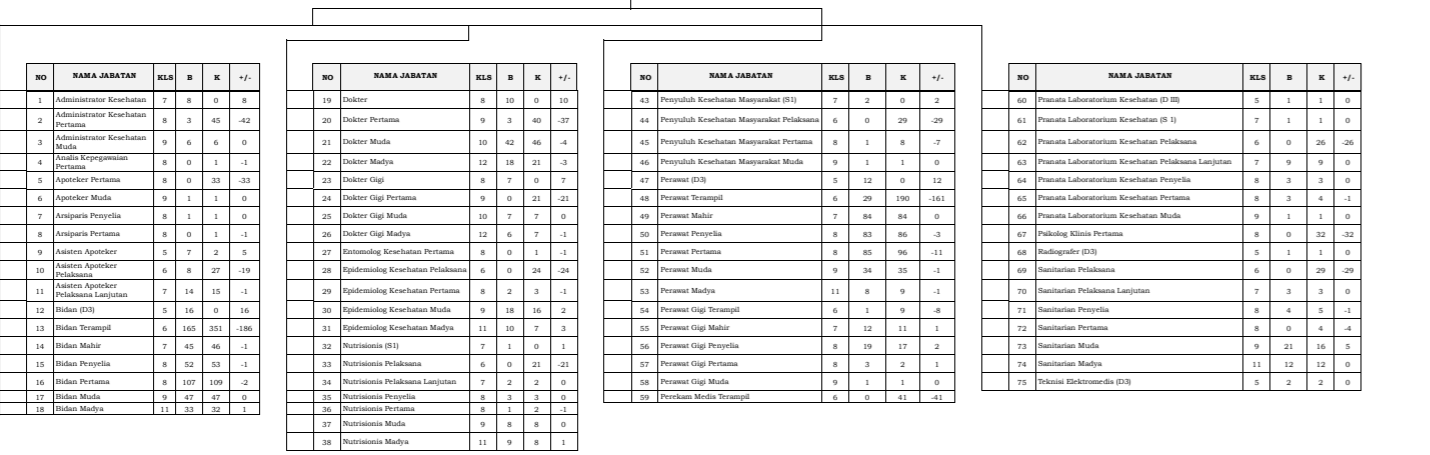 NO NAMA JABATAN KLS B K +/-
1 Administrator Kesehatan 7 8 0 8
2 Administrator Kesehatan Pertama 8 3 45 -42
3 Administrator Kesehatan Muda 9 6 6 0
4 Analis Kepegawaian Pertama 8 0 1 -1
5 Apoteker Pertama 8 0 33 -33
6 Apoteker Muda 9 1 1 0
7 Arsiparis Penyelia 8 1 1 0
8 Arsiparis Pertama 8 0 1 -1
9 Asisten Apoteker 5 7 2 5
10 Asisten Apoteker Pelaksana 6 8 27 -19
11 Asisten Apoteker Pelaksana Lanjutan 7 14 15 -1
12 Bidan (D3) 5 16 0 16
13 Bidan Terampil 6 165 351 -186
14 Bidan Mahir 7 45 46 -1
15 Bidan Penyelia 8 52 53 -1
16 Bidan Pertama 8 107 109 -2
17 Bidan Muda 9 47 47 0
18 Bidan Madya 11 33 32 1
NO NAMA JABATAN KLS B K +/-
19 Dokter 8 10 0 10
20 Dokter Pertama 9 3 40 -37
21 Dokter Muda 10 42 46 -4
22 Dokter Madya 12 18 21 -3
23 Dokter Gigi 8 7 0 7
24 Dokter Gigi Pertama 9 0 21 -21
25 Dokter Gigi Muda 10 7 7 0
26 Dokter Gigi Madya 12 6 7 -1
27 Entomolog Kesehatan Pertama 8 0 1 -1
28 Epidemiolog Kesehatan Pelaksana 6 0 24 -24
29 Epidemiolog Kesehatan Pertama 8 2 3 -1
30 Epidemiolog Kesehatan Muda 9 18 16 2
31 Epidemiolog Kesehatan Madya 11 10 7 3
32 Nutrisionis (S1) 7 1 0 1
33 Nutrisionis Pelaksana 6 0 21 -21
34 Nutrisionis Pelaksana Lanjutan 7 2 2 0
35 Nutrisionis Penyelia 8 3 3 0
36 Nutrisionis Pertama 8 1 2 -1
37 Nutrisionis Muda 9 8 8 0
38 Nutrisionis Madya 11 9 8 1
NO NAMA JABATAN KLS B K +/-
43 Penyuluh Kesehatan Masyarakat (S1) 7 2 0 2
44 Penyuluh Kesehatan Masyarakat Pelaksana 6 0 29 -29
45 Penyuluh Kesehatan Masyarakat Pertama 8 1 8 -7
46 Penyuluh Kesehatan Masyarakat Muda 9 1 1 0
47 Perawat (D3) 5 12 0 12
48 Perawat Terampil 6 29 190 -161
49 Perawat Mahir 7 84 84 0
50 Perawat Penyelia 8 83 86 -3
51 Perawat Pertama 8 85 96 -11
52 Perawat Muda 9 34 35 -1
53 Perawat Madya 11 8 9 -1
54 Perawat Gigi Terampil 6 1 9 -8
55 Perawat Gigi Mahir 7 12 11 1
56 Perawat Gigi Penyelia 8 19 17 2
57 Perawat Gigi Pertama 8 3 2 1
58 Perawat Gigi Muda 9 1 1 0
59 Perekam Media Terampil 6 0 41 -41
NO NAMA JABATAN KLS B K +/-
60 Pranata Laboratorium Kesehatan (D III) 5 1 1 0
61 Pranata Laboratorium Kesehatan (S 1) 7 1 1 0
62 Pranata Laboratorium Kesehatan Pelaksana 6 0 26 -26
63 Pranata Laboratorium Kesehatan Pelaksana Lanjutan 7 9 9 0
64 Pranata Laboratorium Kesehatan Penyelia 8 3 3 0
65 Pranata Laboratorium Kesehatan Pertama 8 3 4 -1
66 Pranata Laboratorium Kesehatan Muda 9 1 1 0
67 Psikolog Klinis Pertama 8 0 32 -32
68 Radiografer (D3) 5 1 1 0
69 Sanitarian Pelaksana 6 0 29 -29
70 Sanitarian Pelaksana Lanjutan 7 3 3 0
71 Sanitarian Penyelia 8 4 5 -1
72 Sanitarian Pertama 8 0 4 -4
73 Sanitarian Muda 9 21 16 5
74 Sanitarian Madya 11 12 12 0
75 Teknisi Elektromedis (D3) 5 2 2 0